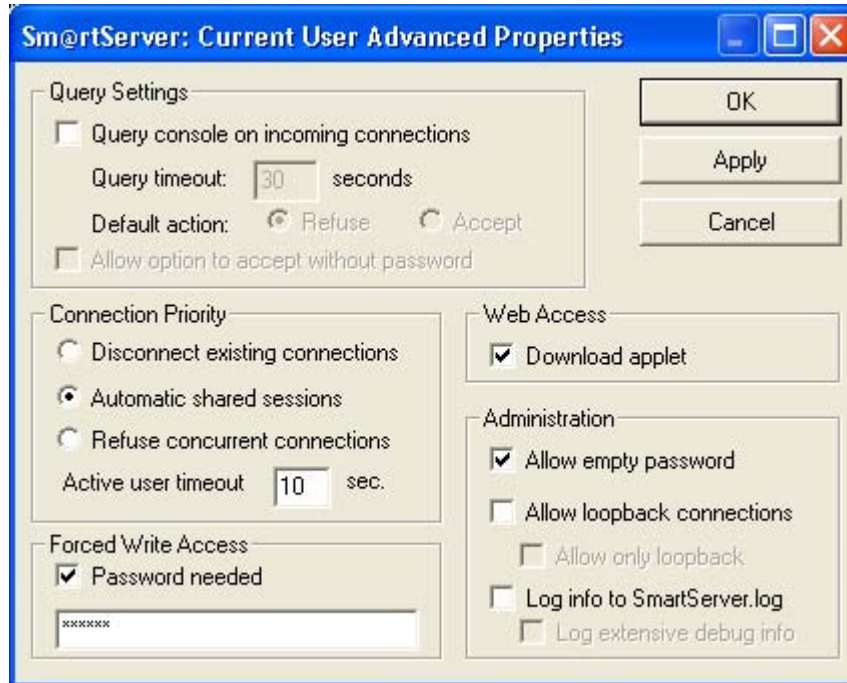 Sm@rtServer: Current User Advanced Properties
Query Settings
Query console on incoming connections
Query timeout: 30 seconds
Default action: Refuse Accept
Allow option to accept without password
OK
Apply
Cancel
Connection Priority
Disconnect existing connections
Automatic shared sessions
Refuse concurrent connections
Active user timeout 10 sec.
Web Access
Download applet
Administration
Allow empty password
Allow loopback connections
Allow only loopback
Log info to SmartServer.log
Log extensive debug info
Forced Write Access
Password needed
××××××